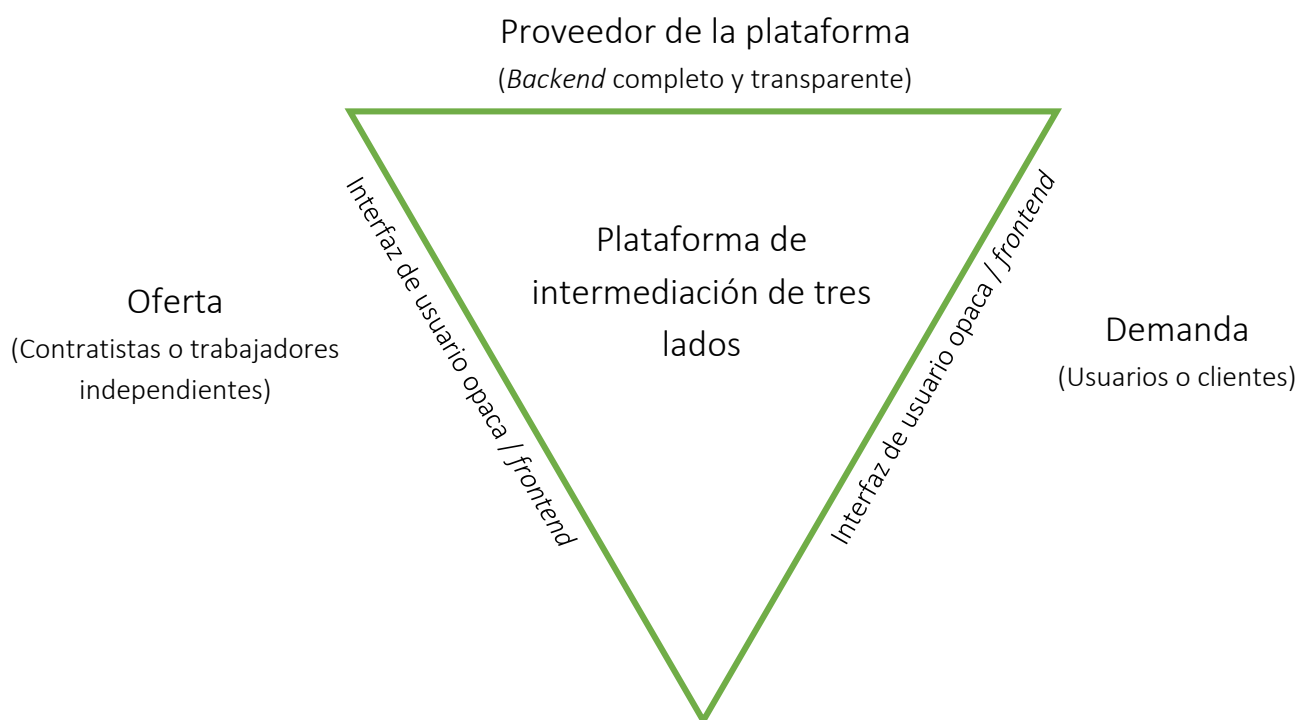 Proveedor de la plataforma
(Backend completo y transparente)
Interfaz de usuario opaca / frontend
Plataforma de
intermediación de tres
lados
Interfaz de usuario opaca / frontend
Oferta
(Contratistas o trabajadores
independientes)
Demanda
(Usuarios o clientes)